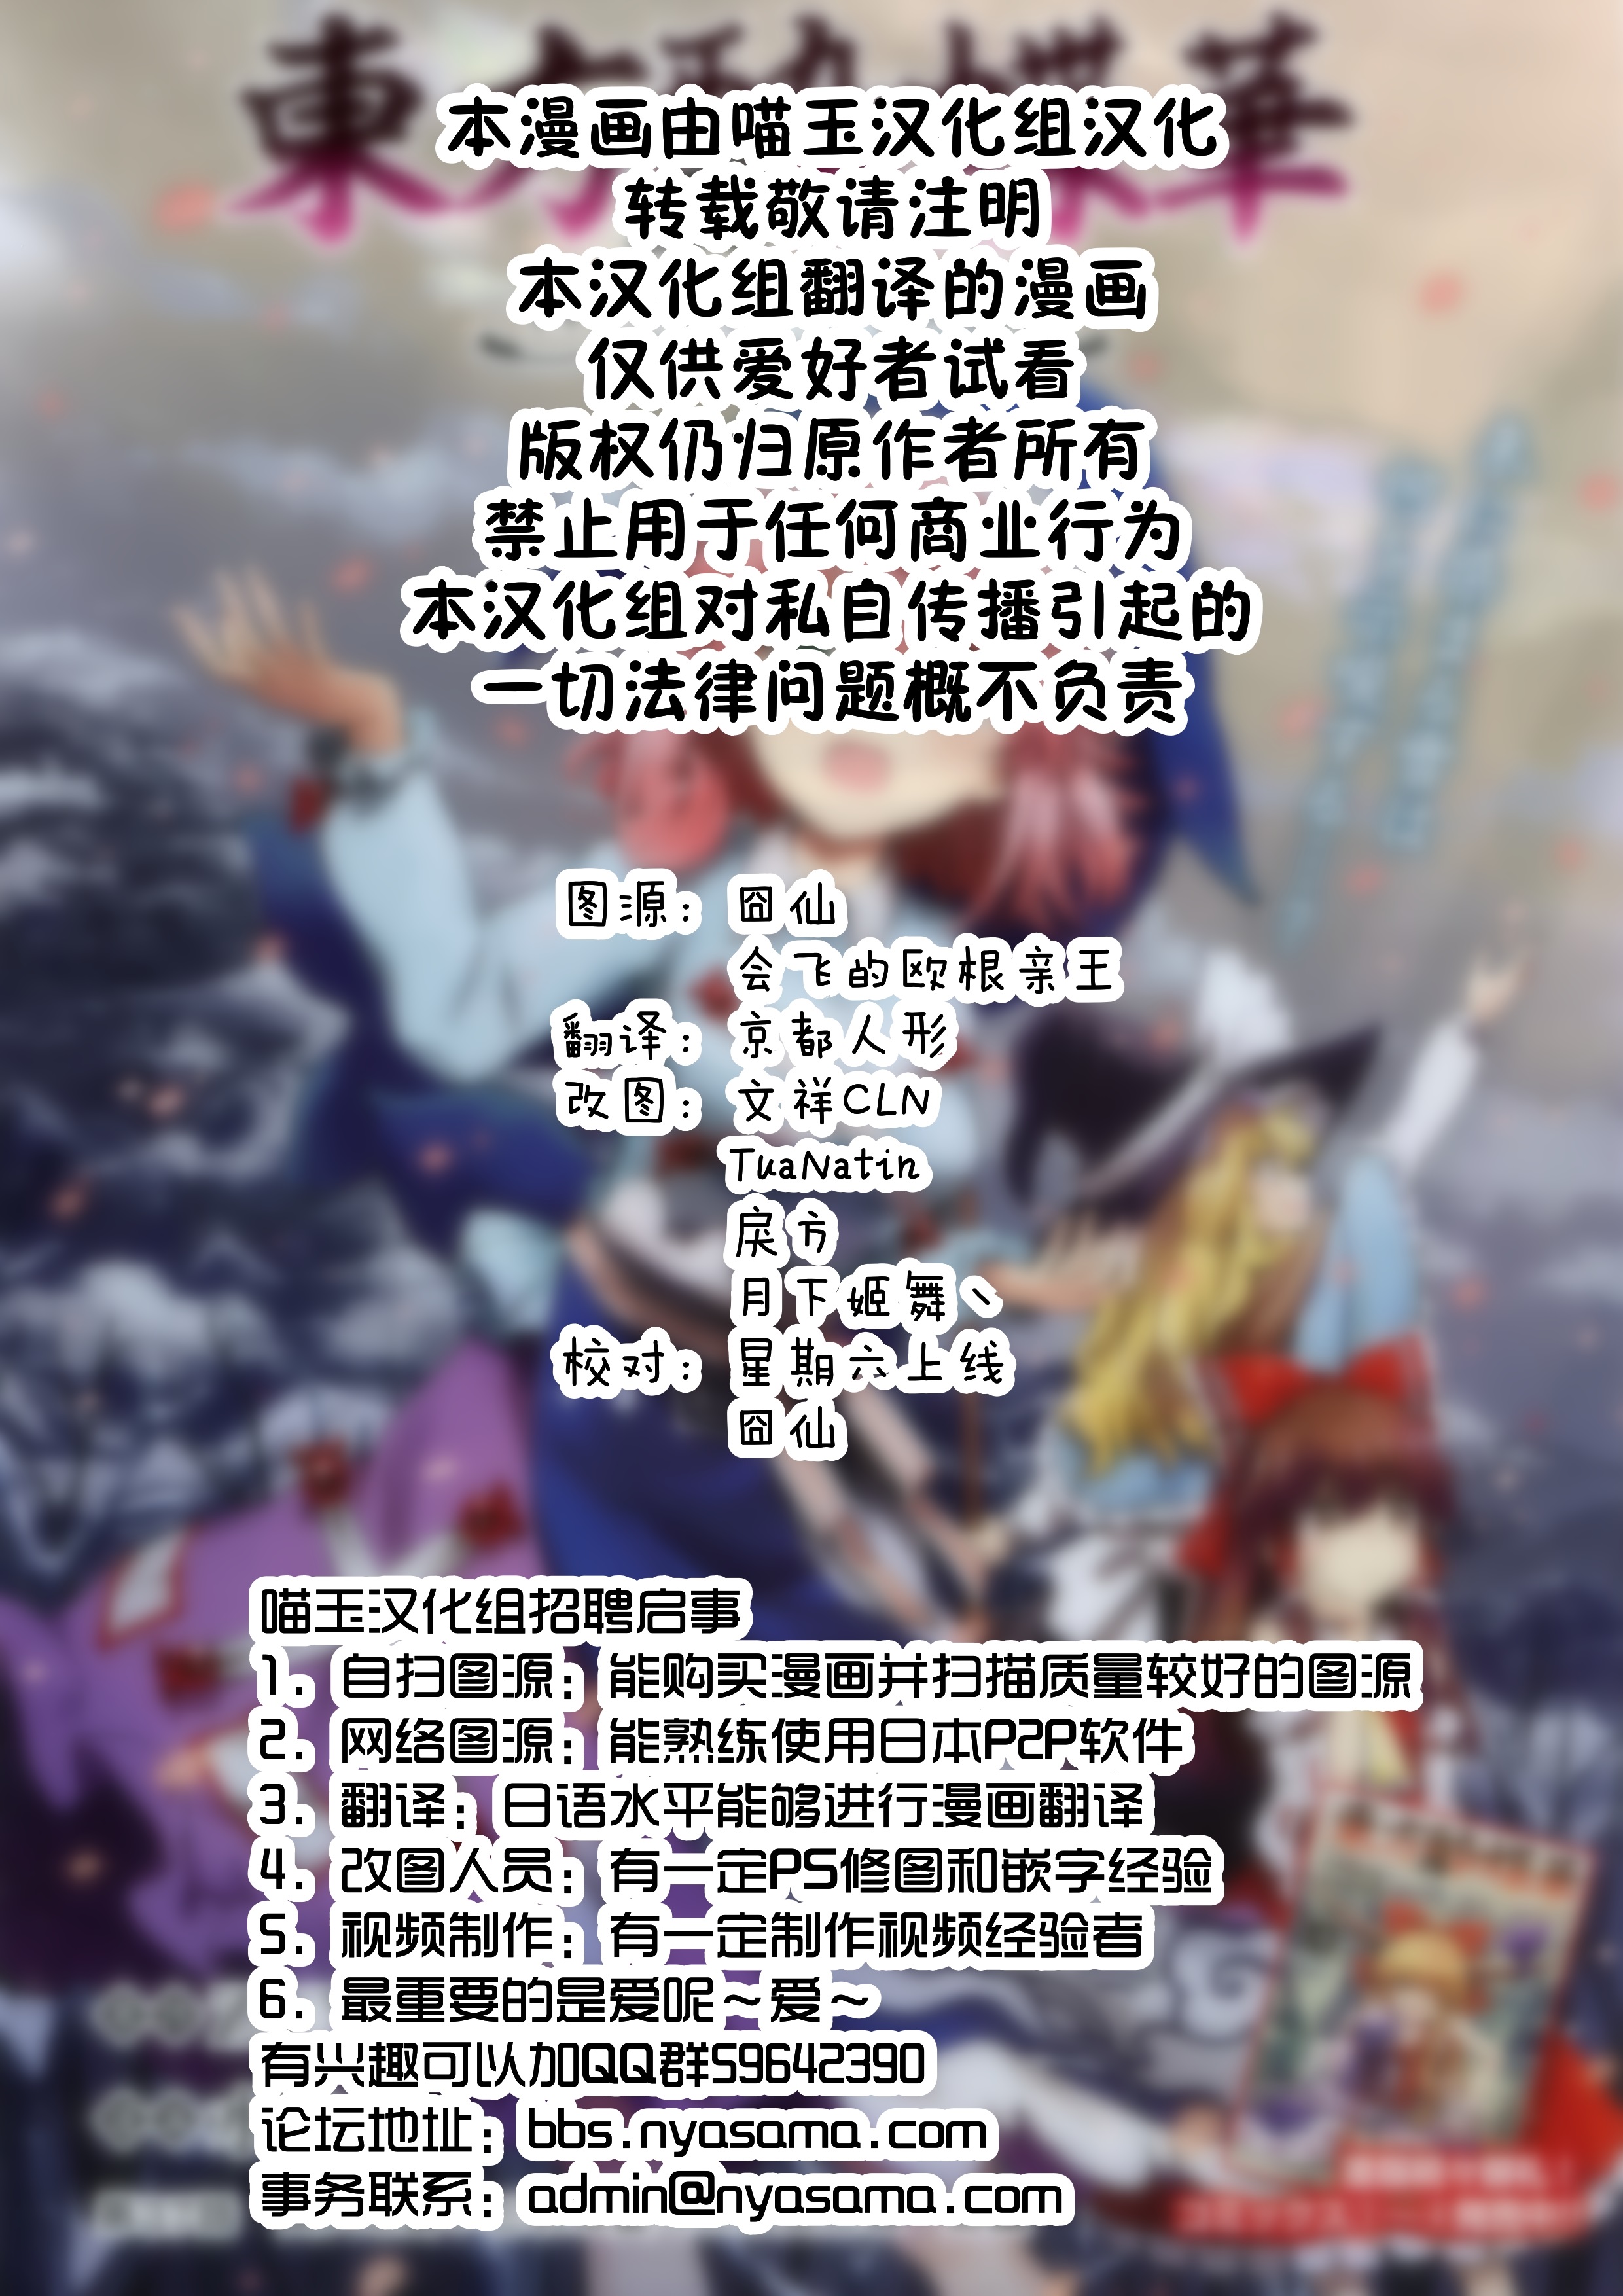 本漫画由喵玉汉化组汉化
转载敬请注明
本汉化组翻译的漫画
仅供爱好者试看
版权仍归原作者所有
禁止用于任何商业行为
本汉化组对私自传播引起的
一切法律问题概不负责
图源：囧仙
会飞的欧根亲王
翻译：京都人形
改图：文祥CLN
TuaNatin
戻方
月下姬舞丶
校对：星期六上线
囧仙
喵玉汉化组招聘启事
1. 自扫图源：能购买漫画并扫描质量较好的图源
2. 网络图源：能熟练使用日本P2P软件
3. 翻译：日语水平能够进行漫画翻译
4. 改图人员：有一定PS修图和嵌字经验
5. 视频制作：有一定制作视频经验者
6. 最重要的是爱呢～爱～
有兴趣可以加QQ群59642390
论坛地址：bbs.nyasama.com
事务联系：admin@nyasama.com